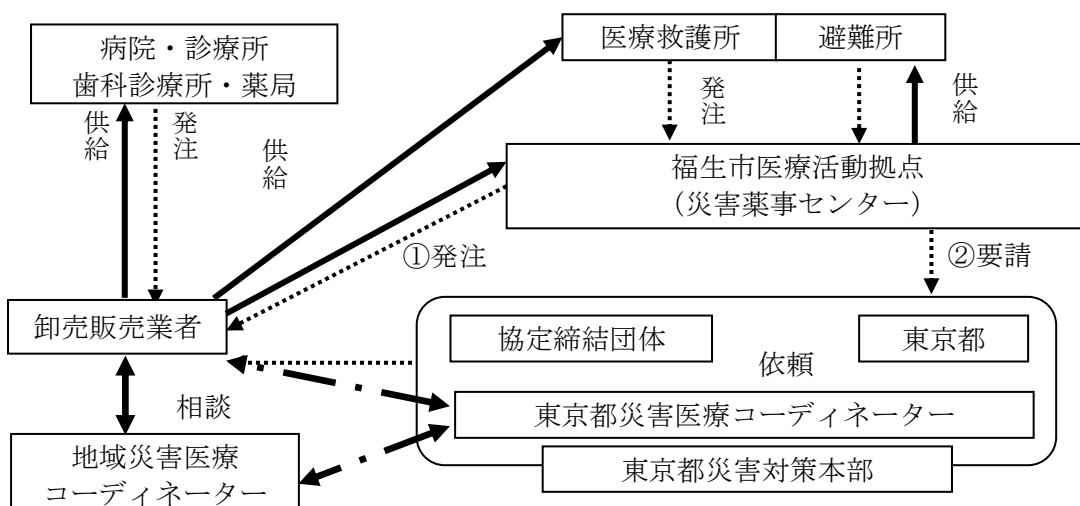 病院・診療所
歯科診療所・薬局
医療救護所
避難所
供給
発注
供給
発注
供給
福生市医療活動拠点
（災害薬事センター）
①発注
②要請
卸売販売業者
協定締結団体
東京都
依頼
相談
東京都災害医療コーディネーター
地域災害医療
コーディネーター
東京都災害対策本部